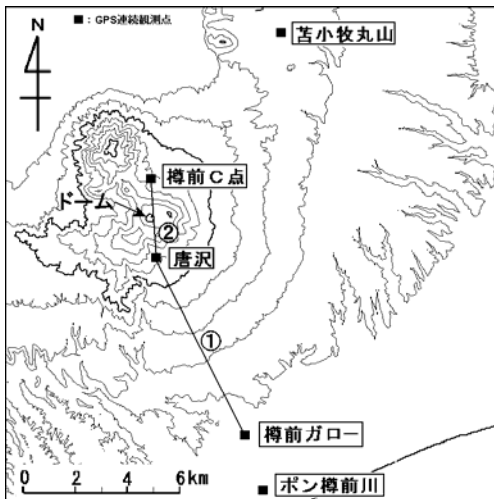 ■：GPS連続観測点
N
苫小牧丸山
樽前C点
ドーム
②
唐沢
①
樽前ガロー
ポン樽前川
0 2 4 6km